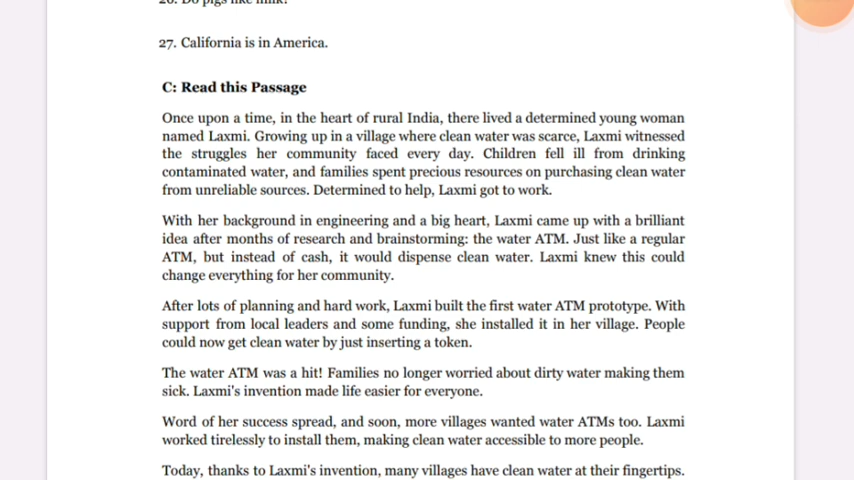 26. Do pigs like milk?
27. California is in America.
C: Read this Passage
Once upon a time, in the heart of rural India, there lived a determined young woman
named Laxmi. Growing up in a village where clean water was scarce, Laxmi witnessed
the struggles her community faced every day. Children fell ill from drinking
contaminated water, and families spent precious resources on purchasing clean water
from unreliable sources. Determined to help, Laxmi got to work.
With her background in engineering and a big heart, Laxmi came up with a brilliant
idea after months of research and brainstorming: the water ATM. Just like a regular
ATM, but instead of cash, it would dispense clean water. Laxmi knew this could
change everything for her community.
After lots of planning and hard work, Laxmi built the first water ATM prototype. With
support from local leaders and some funding, she installed it in her village. People
could now get clean water by just inserting a token.
The water ATM was a hit! Families no longer worried about dirty water making them
sick. Laxmi's invention made life easier for everyone.
Word of her success spread, and soon, more villages wanted water ATMs too. Laxmi
worked tirelessly to install them, making clean water accessible to more people.
Today, thanks to Laxmi's invention, many villages have clean water at their fingertips.